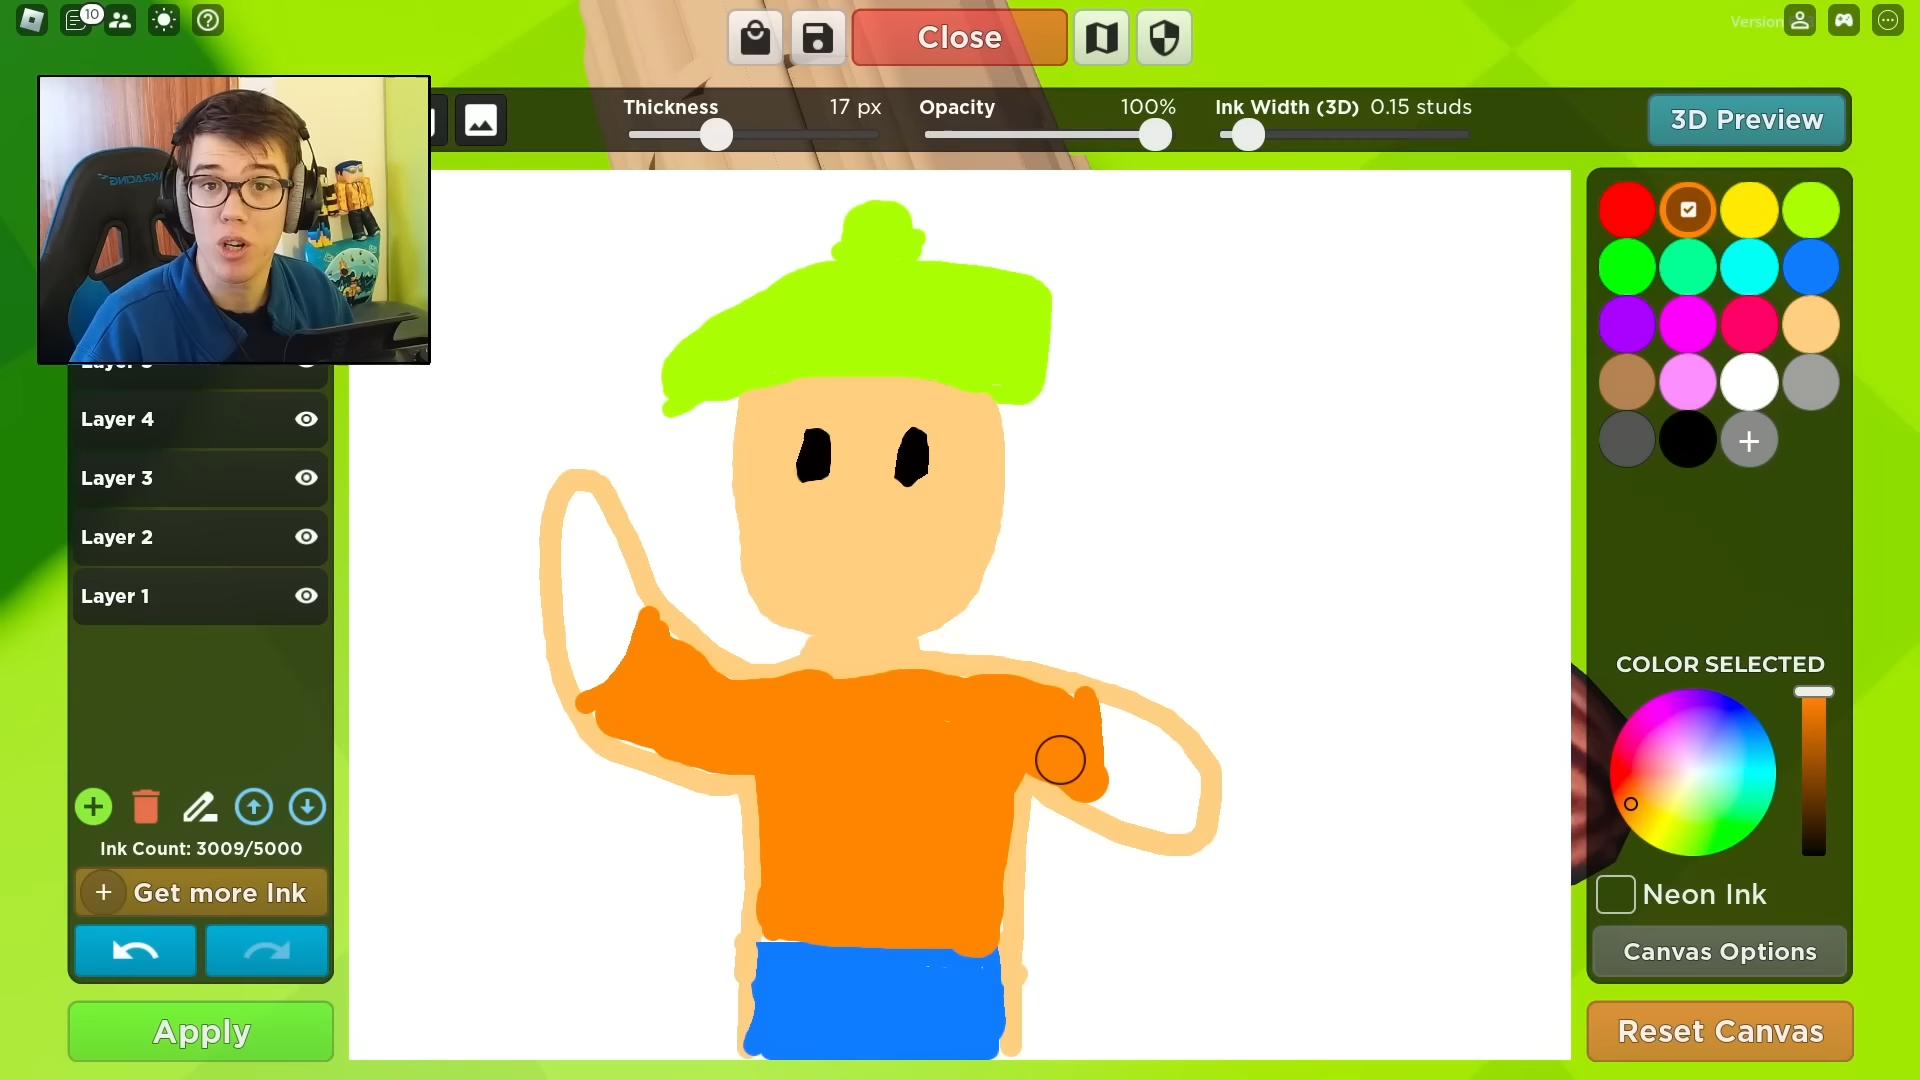 10
Close
Version
Thickness 17 px
Opacity 100%
Ink Width (3D) 0.15 studs
3D Preview
Layer 4
Layer 3
Layer 2
Layer 1
Ink Count: 3009/5000
+ Get more Ink
Apply
COLOR SELECTED
Neon Ink
Canvas Options
Reset Canvas